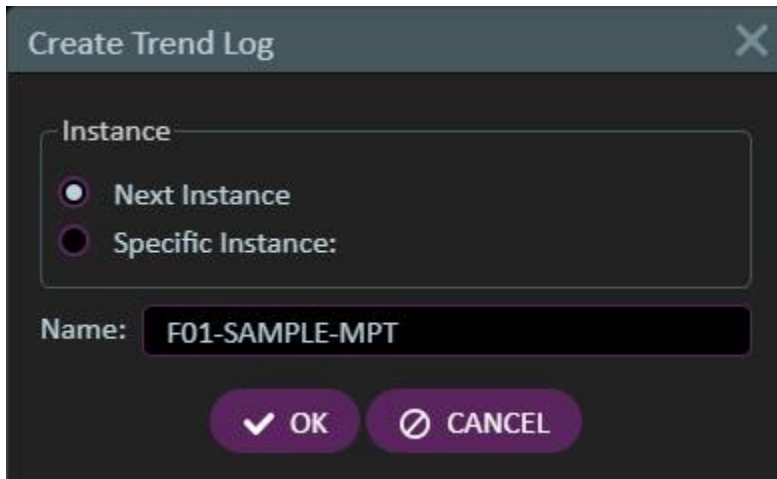 Create Trend Log
Instance
Next Instance
Specific Instance:
Name: F01-SAMPLE-MPT
OK CANCEL